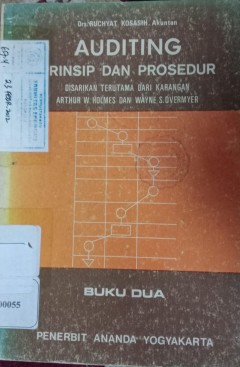 Drs. RUCHYAT KOSASIH, Akuntan
AUDITING
RINSIP DAN PROSEDUR
DISARIKAN TERUTAMA DARI KARANGAN
ARTHUR W. HOLMES DAN WAYNE S. OVERMYER
BUKU DUA
00055
PENERBIT ANANDA YOGYAKARTA